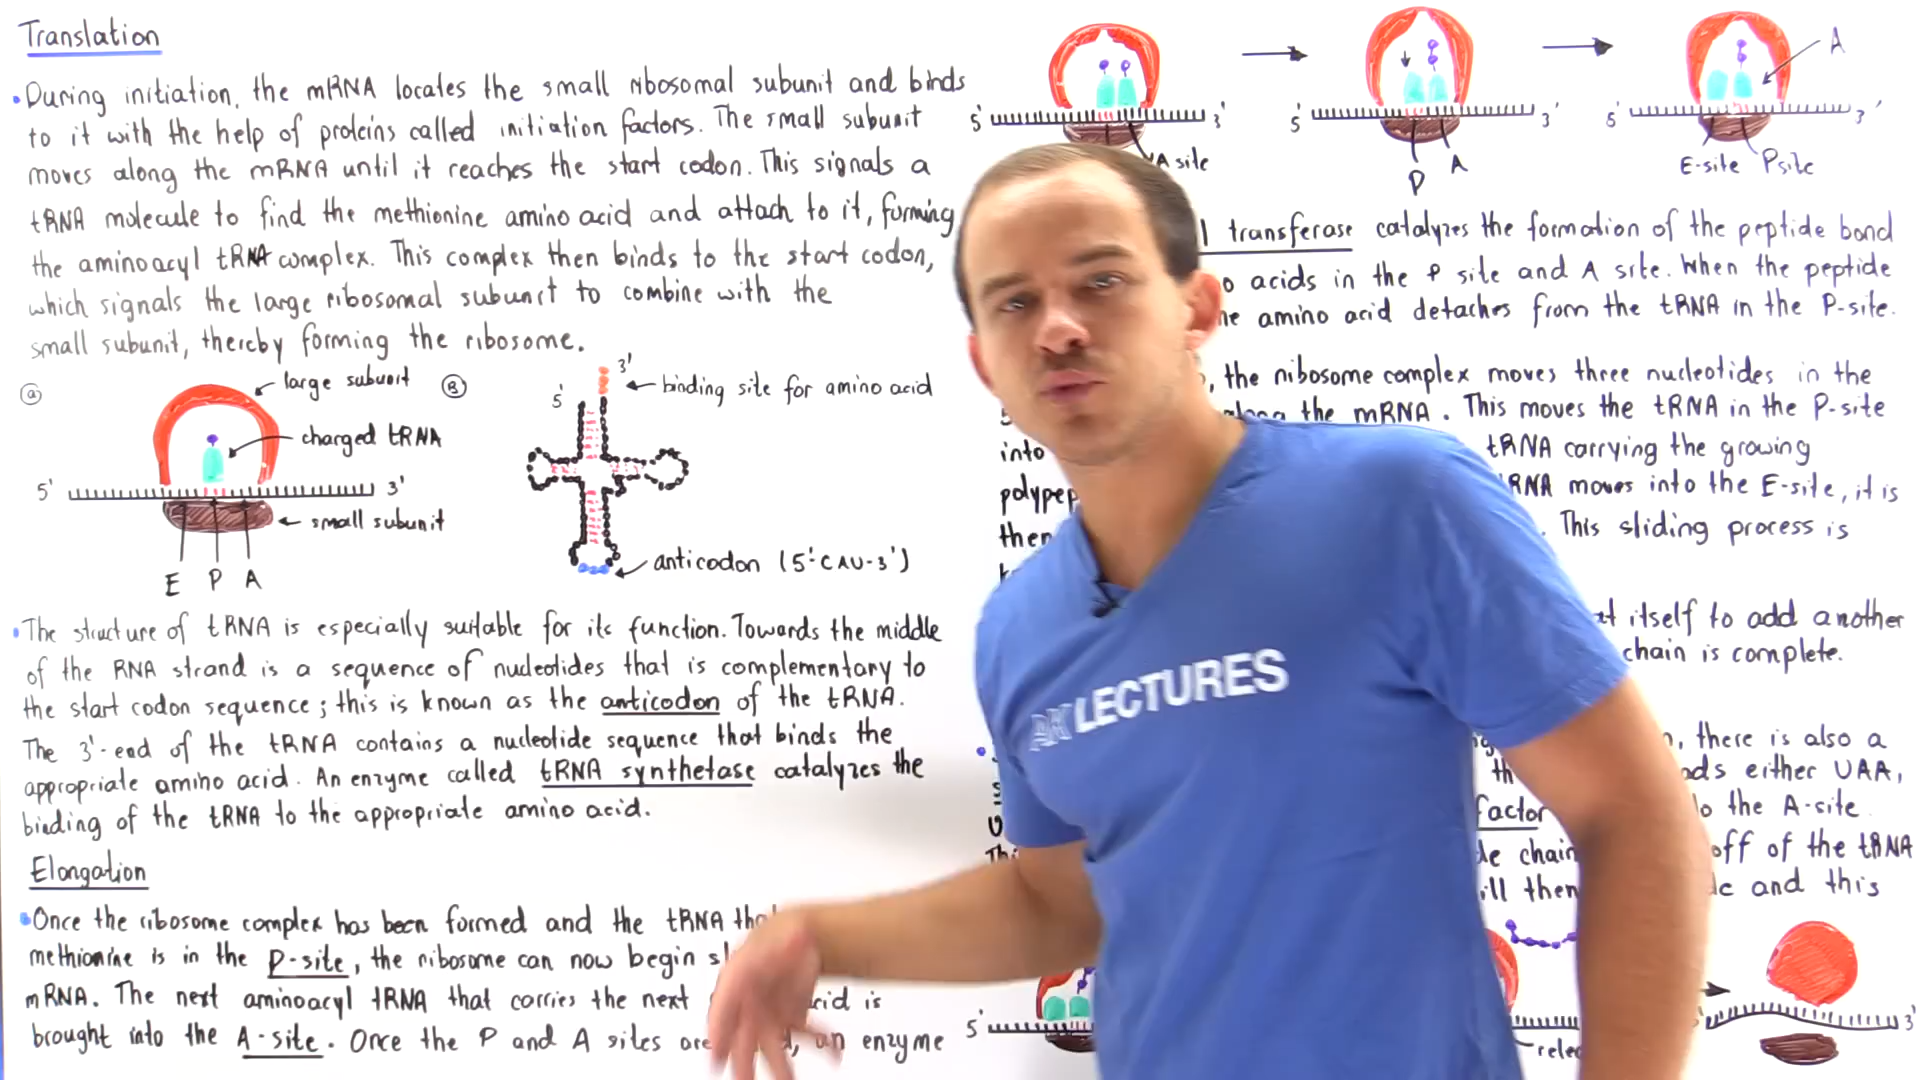 Translation
During initiation, the mRNA locates the small ribosomal subunit and binds
to it with the help of proteins called initiation factors. The small subunit
moves along the mRNA until it reaches the start codon. This signals a
tRNA molecule to find the methionine amino acid and attach to it, forming
the aminoacyl tRNA complex. This complex then binds to the start codon,
which signals the large ribosomal subunit to combine with the
small subunit, thereby forming the ribosome.
a
large subunit
charged tRNA
5' 3'
small subunit
E P A
B
3'
5'
binding site for amino acid
anticodon (5'-CAU-3')
The structure of tRNA is especially suitable for its function. Towards the middle
of the RNA strand is a sequence of nucleotides that is complementary to
the start codon sequence; this is known as the anticodon of the tRNA.
The 3'-end of the tRNA contains a nucleotide sequence that binds the
appropriate amino acid. An enzyme called tRNA synthetase catalyzes the
binding of the tRNA to the appropriate amino acid.
Elongation
Once the ribosome complex has been formed and the tRNA
methionine is in the P-site, the ribosome can now begin
mRNA. The next aminoacyl tRNA that carries the next is
brought into the A-site. Once the P and A sites are an enzyme
5' 3'
A site
5' 3'
P A
5' 3'
A
E-site P site
transferase catalyzes the formation of the peptide bond
acids in the P site and A site. When the peptide
amino acid detaches from the tRNA in the P-site.
the ribosome complex moves three nucleotides in the
the mRNA. This moves the tRNA in the P-site
into tRNA carrying the growing
moves into the E-site, it is
then This sliding process is
itself to add another
chain is complete.
there is also a
either UAA,
factor the A-site
chain off of the tRNA
then and this
5'
3'
AK LECTURES